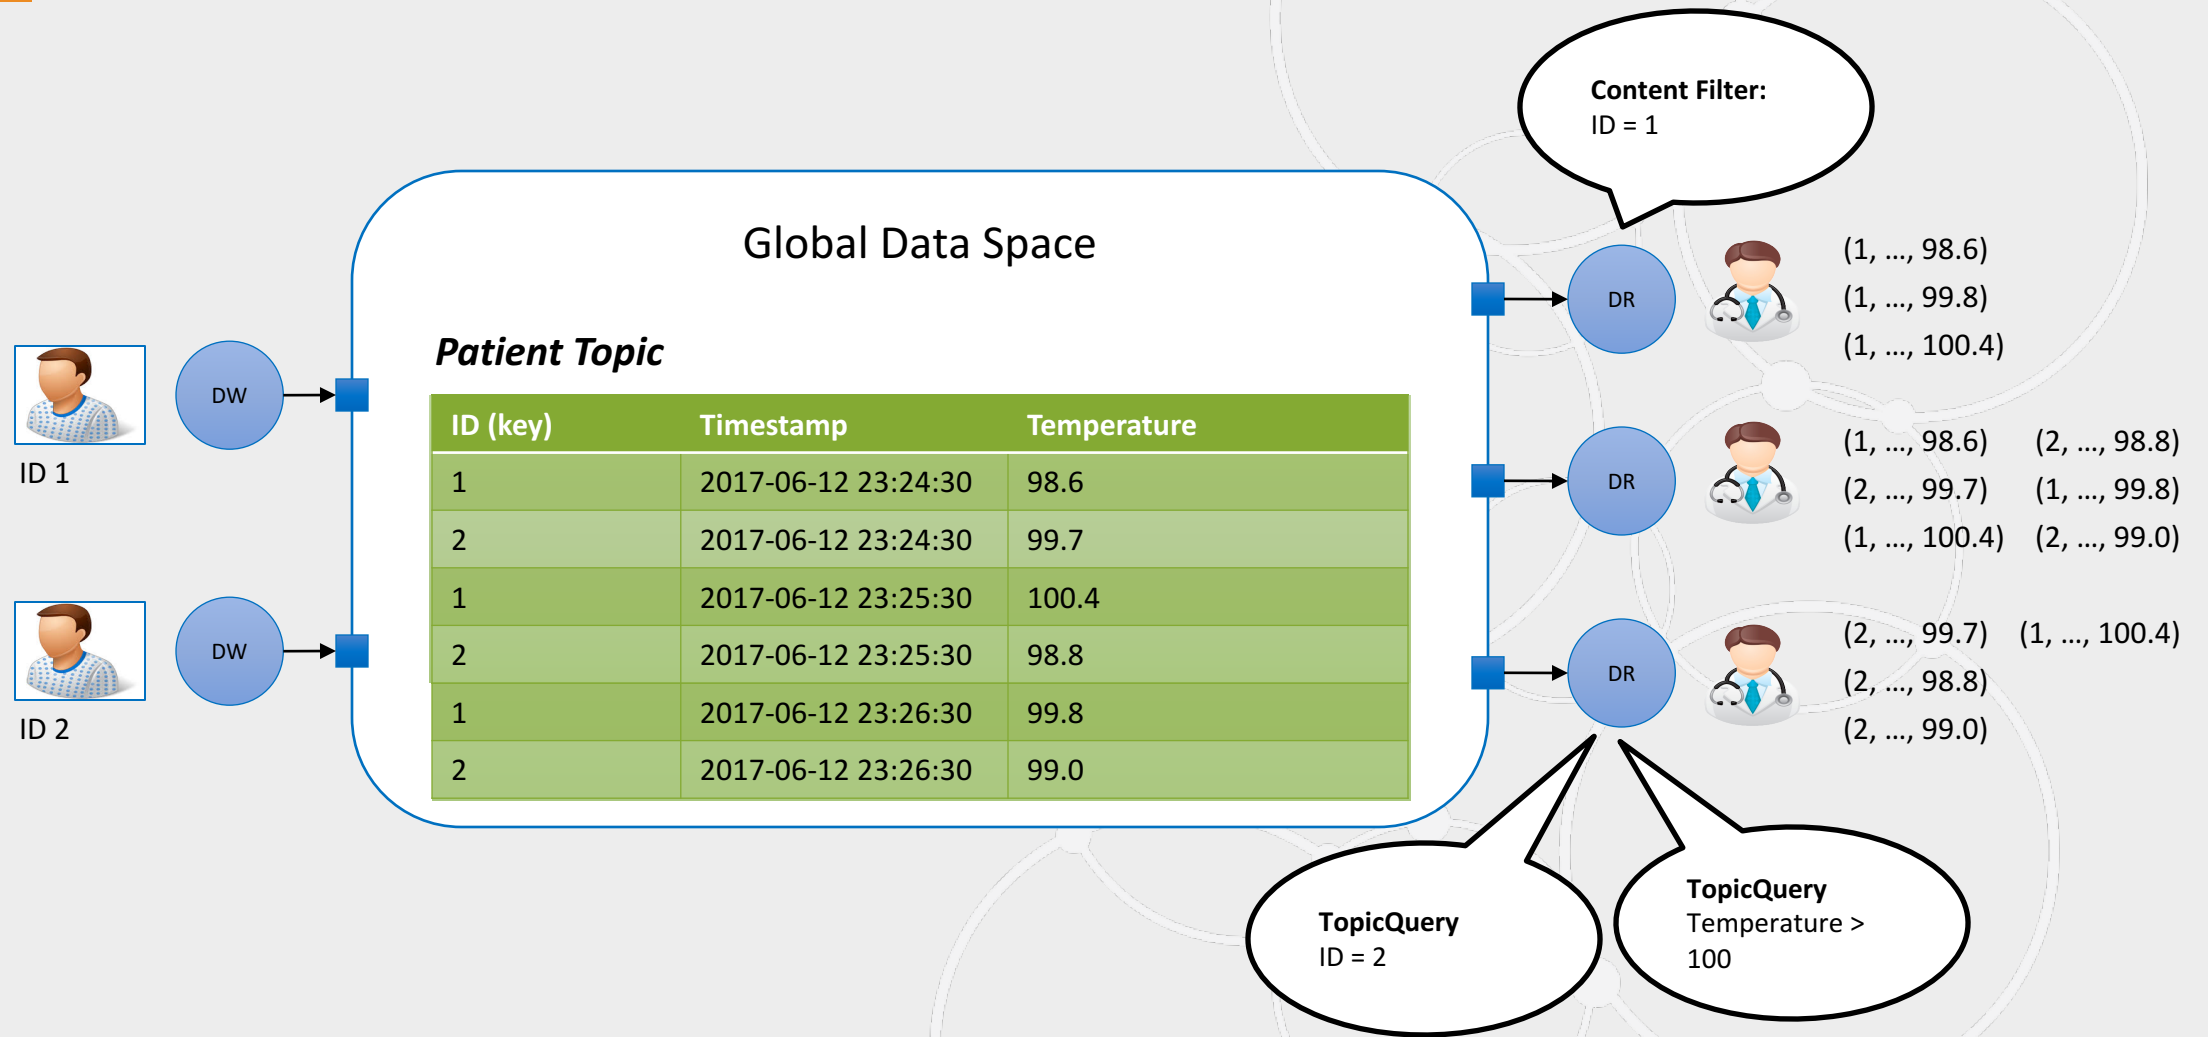 Content Filter:
ID = 1
Global Data Space
Patient Topic
ID (key) Timestamp Temperature
1 2017-06-12 23:24:30 98.6
2 2017-06-12 23:24:30 99.7
1 2017-06-12 23:25:30 100.4
2 2017-06-12 23:25:30 98.8
1 2017-06-12 23:26:30 99.8
2 2017-06-12 23:26:30 99.0
DW
ID 1
DW
ID 2
DR
(1, ..., 98.6)
(1, ..., 99.8)
(1, ..., 100.4)
DR
(1, ..., 98.6) (2, ..., 98.8)
(2, ..., 99.7) (1, ..., 99.8)
(1, ..., 100.4) (2, ..., 99.0)
DR
(2, ..., 99.7) (1, ..., 100.4)
(2, ..., 98.8)
(2, ..., 99.0)
TopicQuery
ID = 2
TopicQuery
Temperature >
100